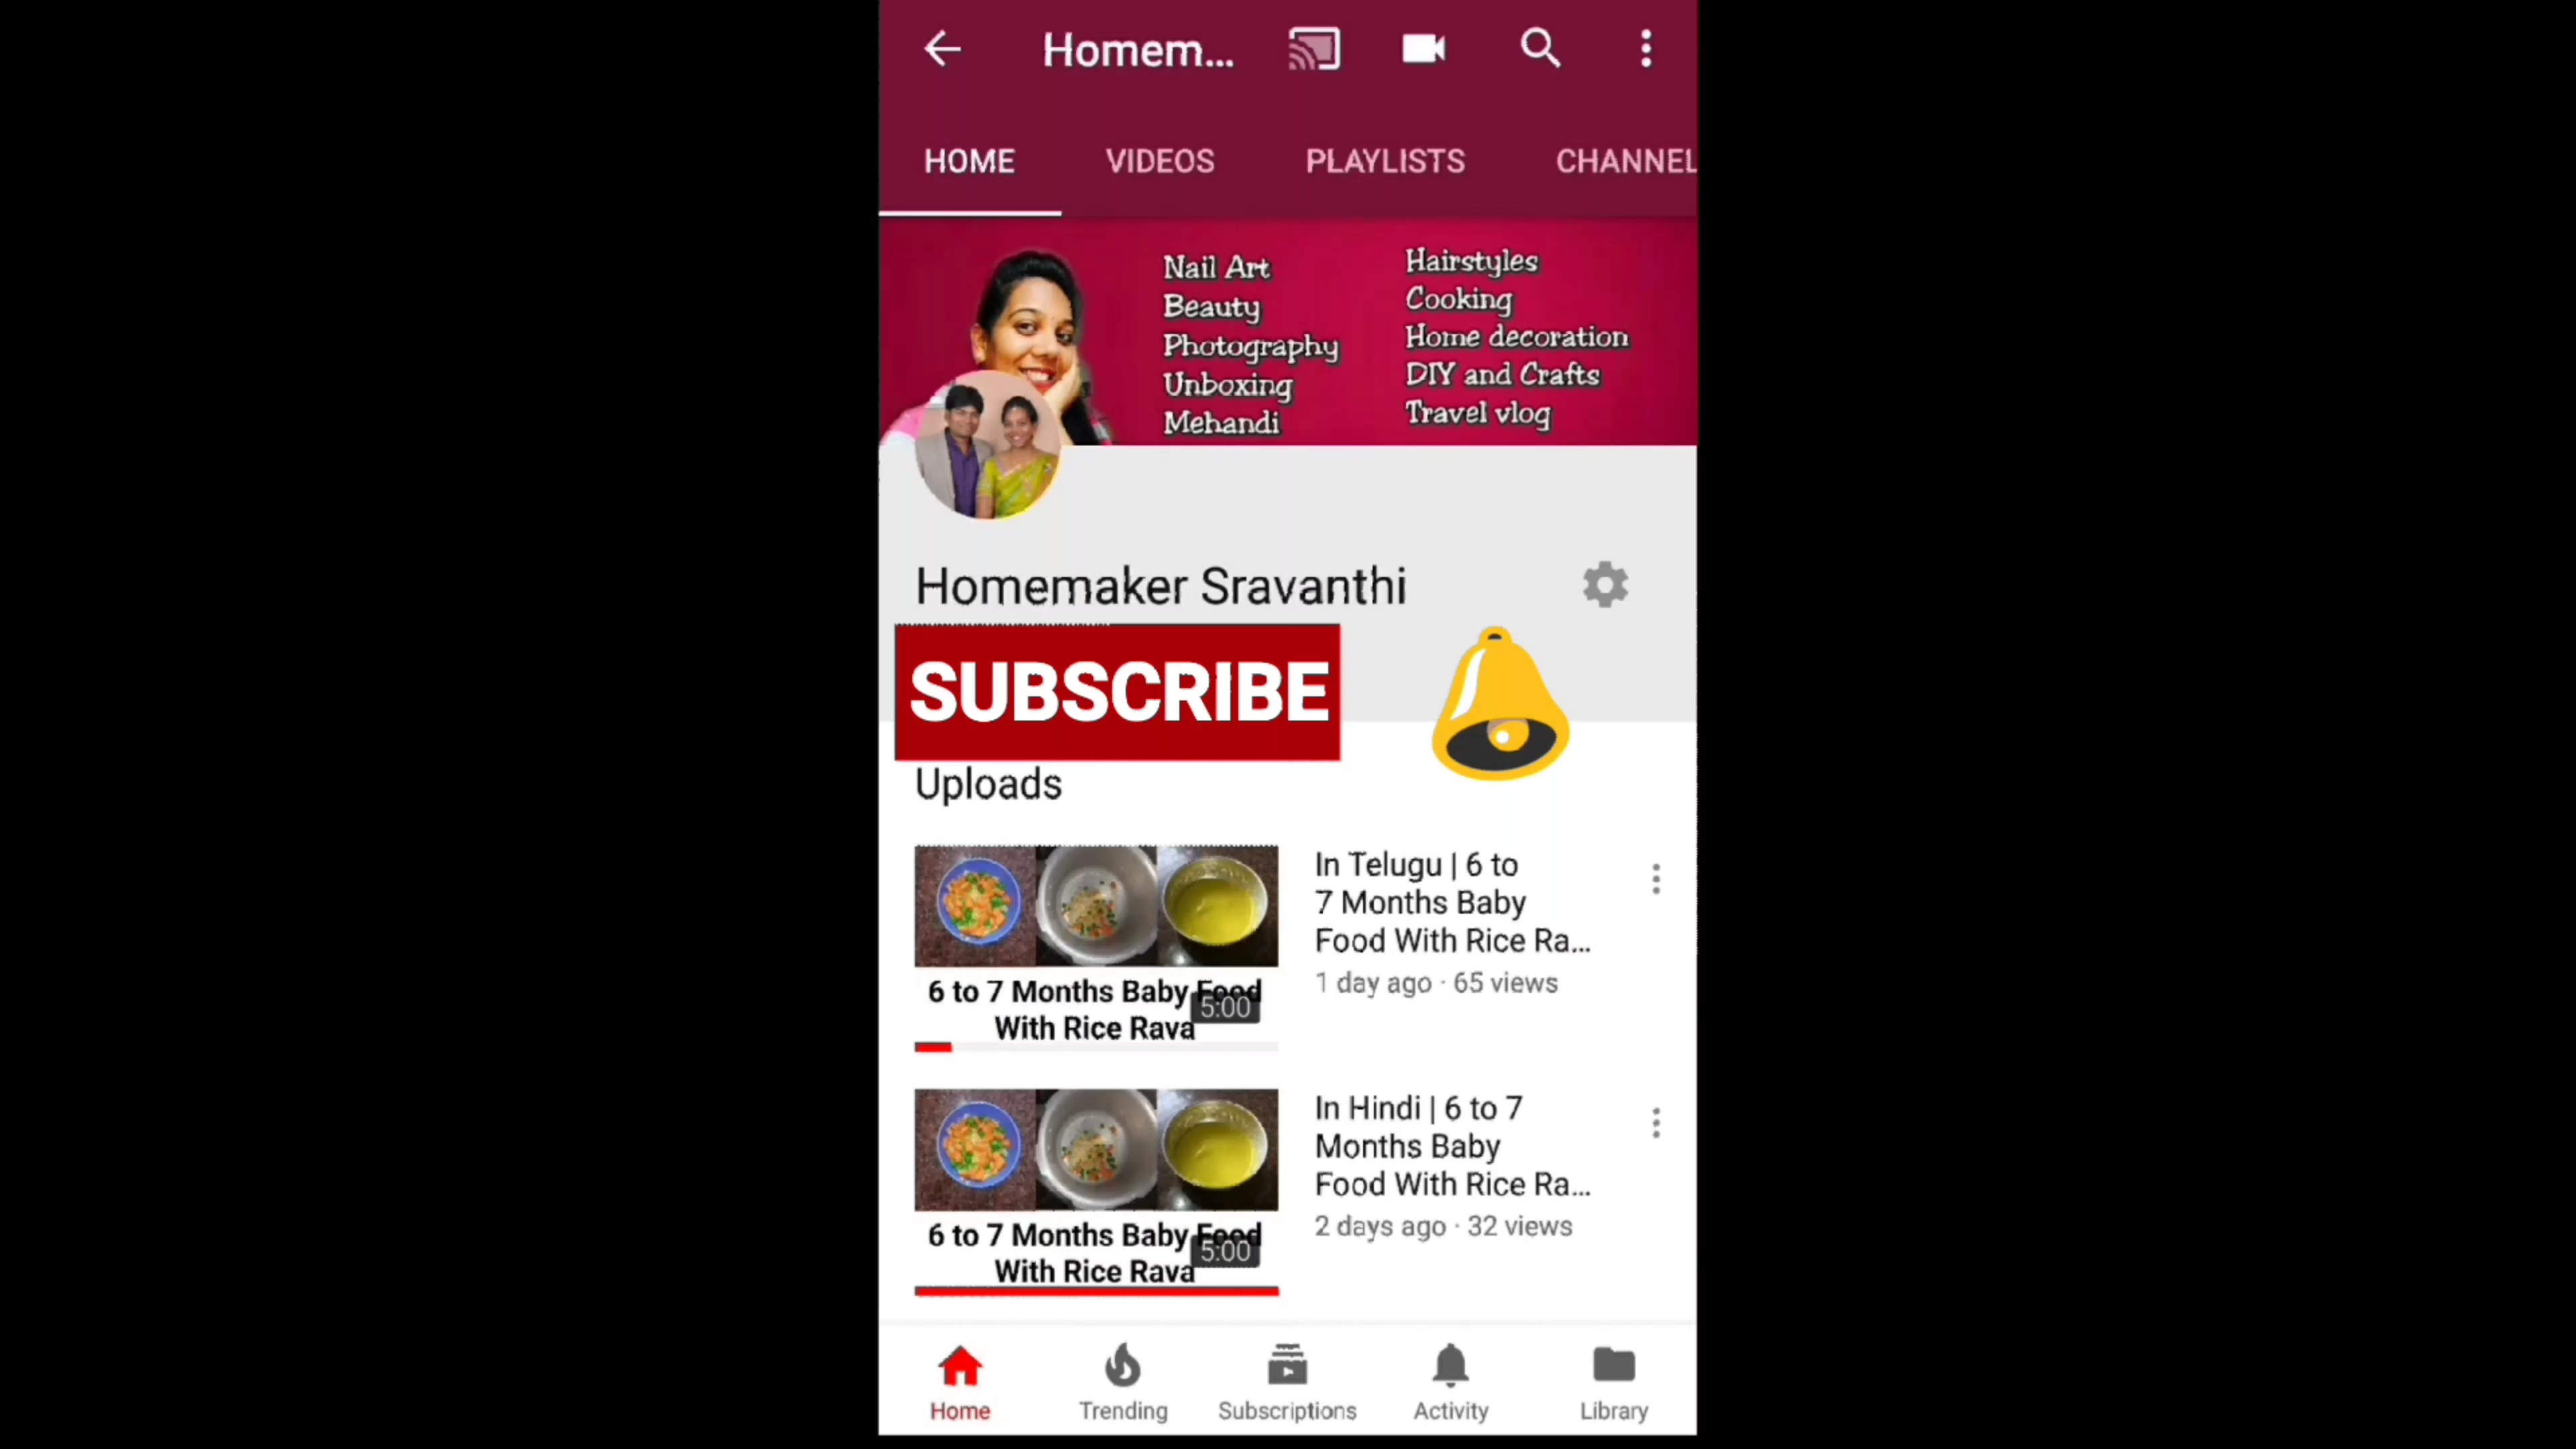 Homem...
HOME VIDEOS PLAYLISTS CHANNEL
Nail Art
Beauty
Photography
Unboxing
Mehandi
Hairstyles
Cooking
Home decoration
DIY and Crafts
Travel vlog
Homemaker Sravanthi
SUBSCRIBE
Uploads
6 to 7 Months Baby Food
With Rice Rava
5:00
In Telugu | 6 to
7 Months Baby
Food With Rice Ra...
1 day ago · 65 views
6 to 7 Months Baby Food
With Rice Rava
5:00
In Hindi | 6 to 7
Months Baby
Food With Rice Ra...
2 days ago · 32 views
Home Trending Subscriptions Activity Library